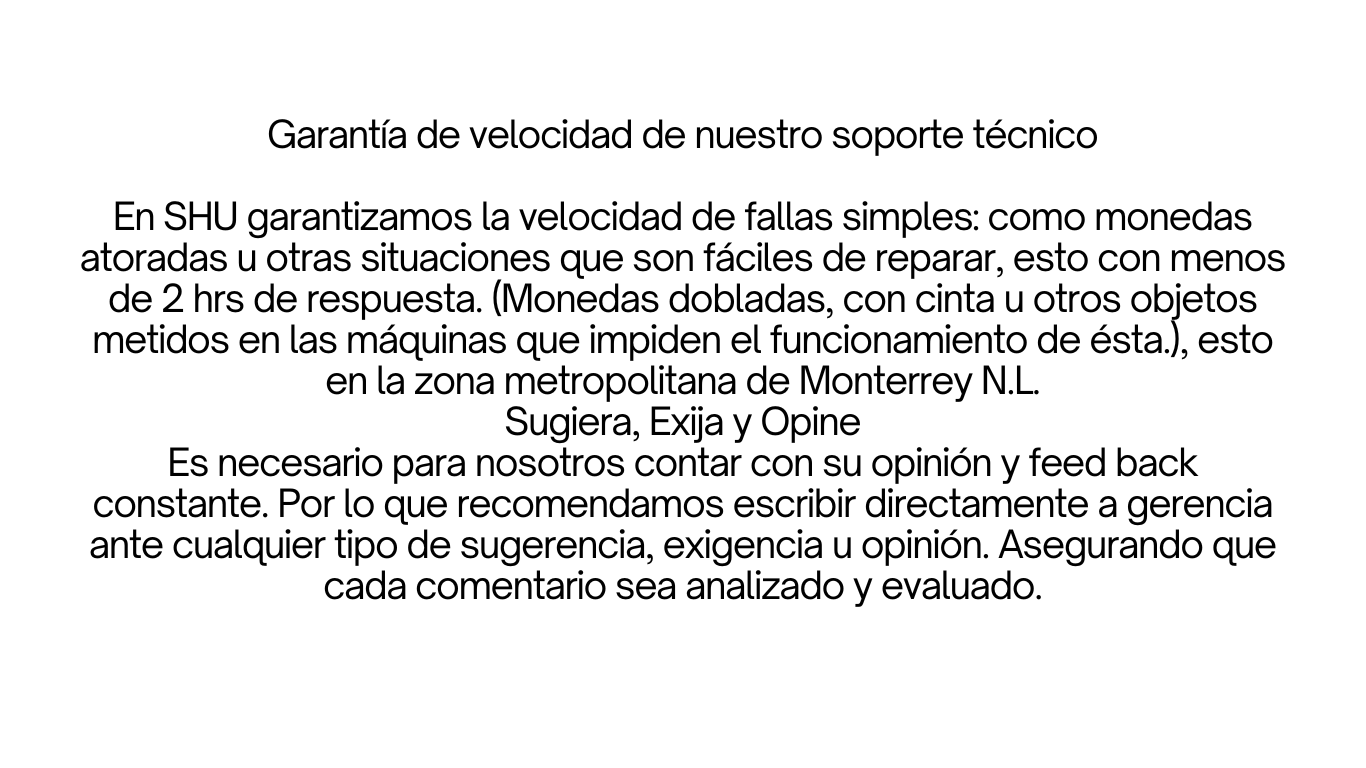 Garantía de velocidad de nuestro soporte técnico
En SHU garantizamos la velocidad de fallas simples: como monedas
atoradas u otras situaciones que son fáciles de reparar, esto con menos
de 2 hrs de respuesta. (Monedas dobladas, con cinta u otros objetos
metidos en las máquinas que impiden el funcionamiento de ésta.), esto
en la zona metropolitana de Monterrey N.L.
Sugiera, Exija y Opine
Es necesario para nosotros contar con su opinión y feed back
constante. Por lo que recomendamos escribir directamente a gerencia
ante cualquier tipo de sugerencia, exigencia u opinión. Asegurando que
cada comentario sea analizado y evaluado.